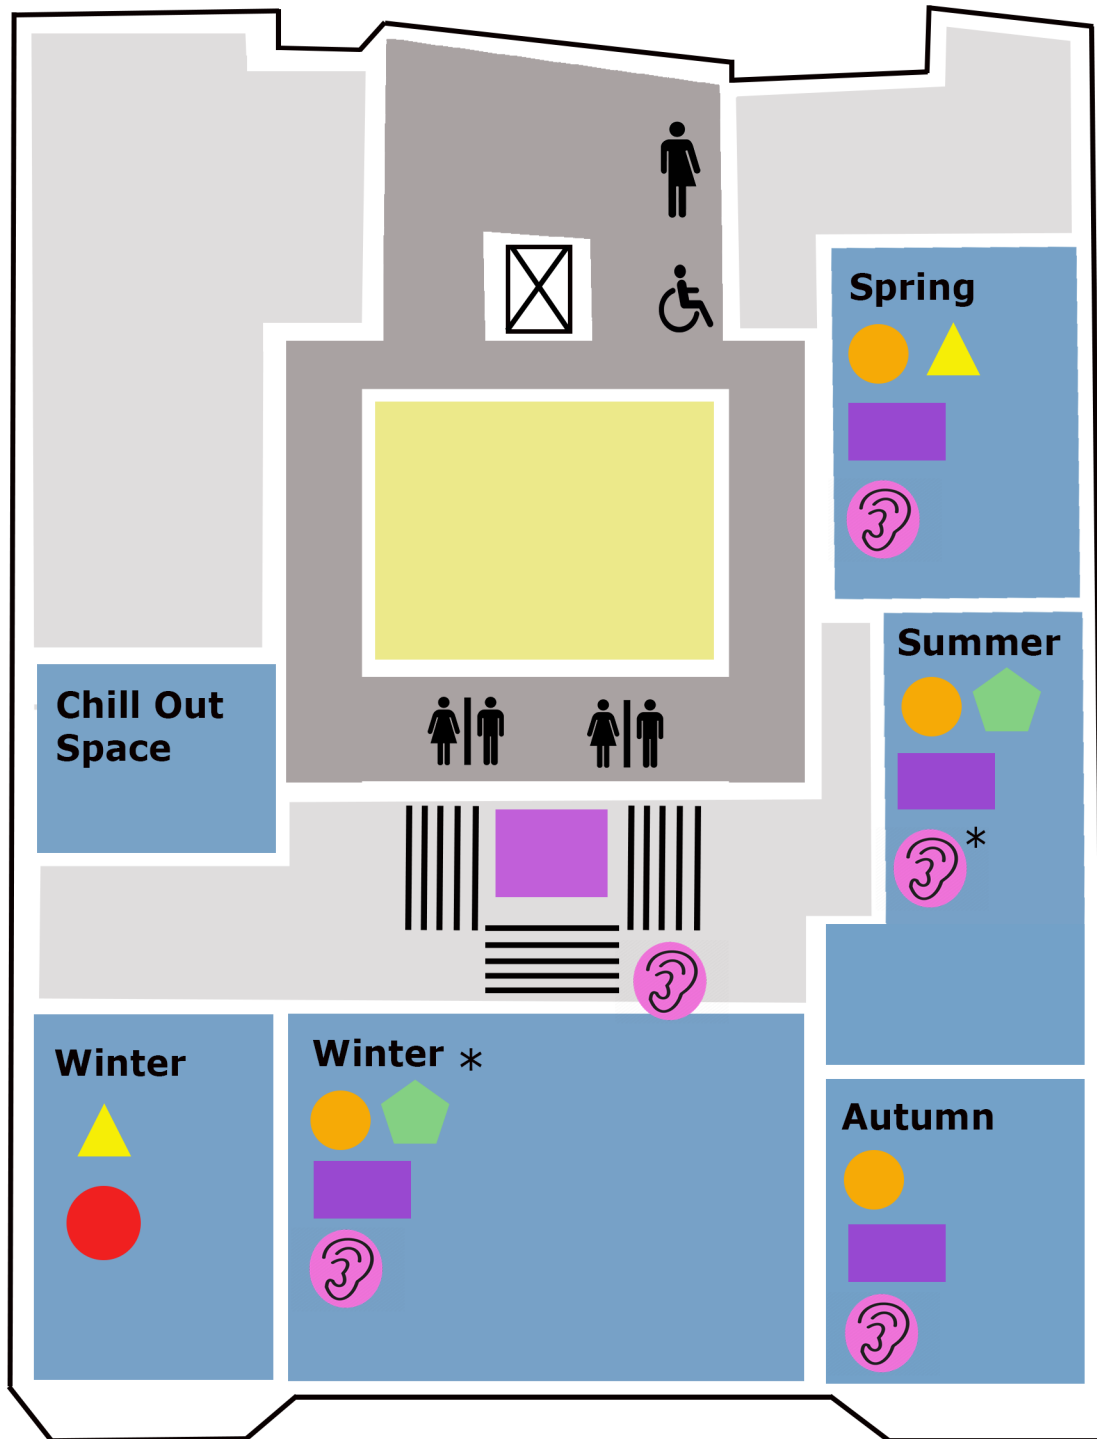 Spring
Summer
*
Chill Out
Space
Winter
Winter *
Autumn